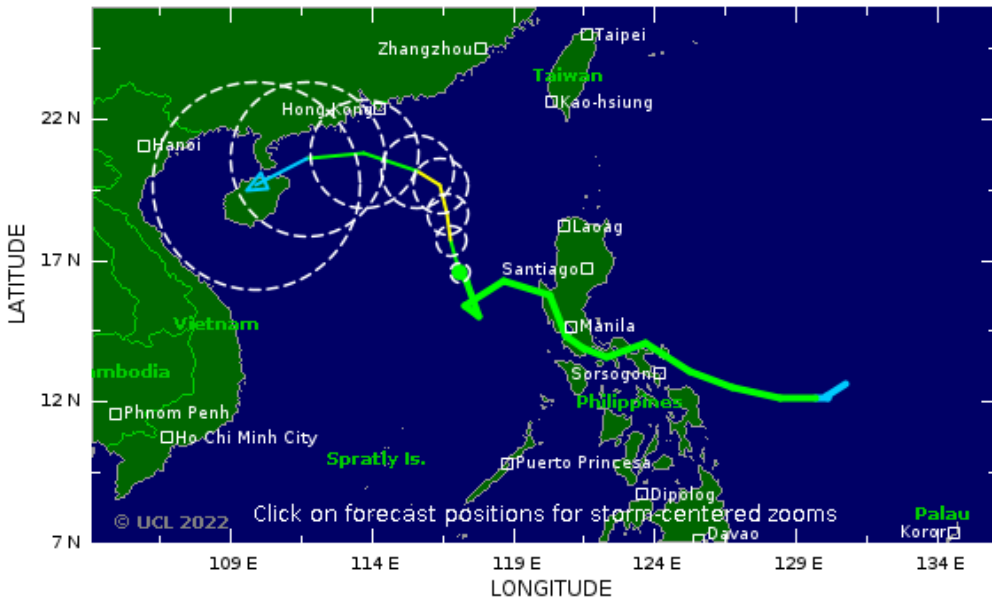 Taipei
Zhangzhou
Taiwan
Kao-hsiung
Hong Kong
22 N
Hanoi
Laoag
17 N
Santiago
LATITUDE
Vietnam
Manila
Sorsogon
12 N
ambodia
Philippines
Phnom Penh
Ho Chi Minh City
Spratly Is.
Puerto Princesa
Dipolog
© UCL 2022
Click on forecast positions for storm-centered zooms
Palau
Koror
Davao
7 N
109 E 114 E 119 E 124 E 129 E 134 E
LONGITUDE